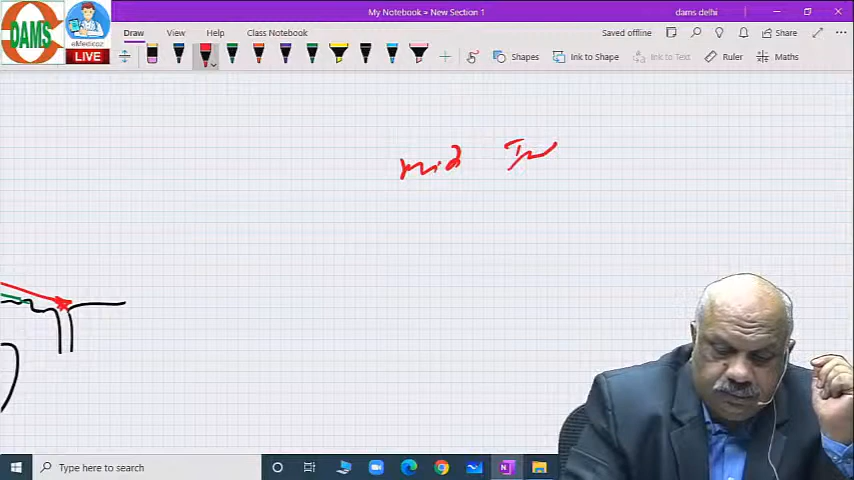 My Notebook > New Section 1
dams delhi
DAMS
eMedicoz
LIVE
Draw
View
Help
Class Notebook
Saved offline
Share
Shapes
Ink to Shape
Ink to Text
Ruler
Maths
mid
Type here to search